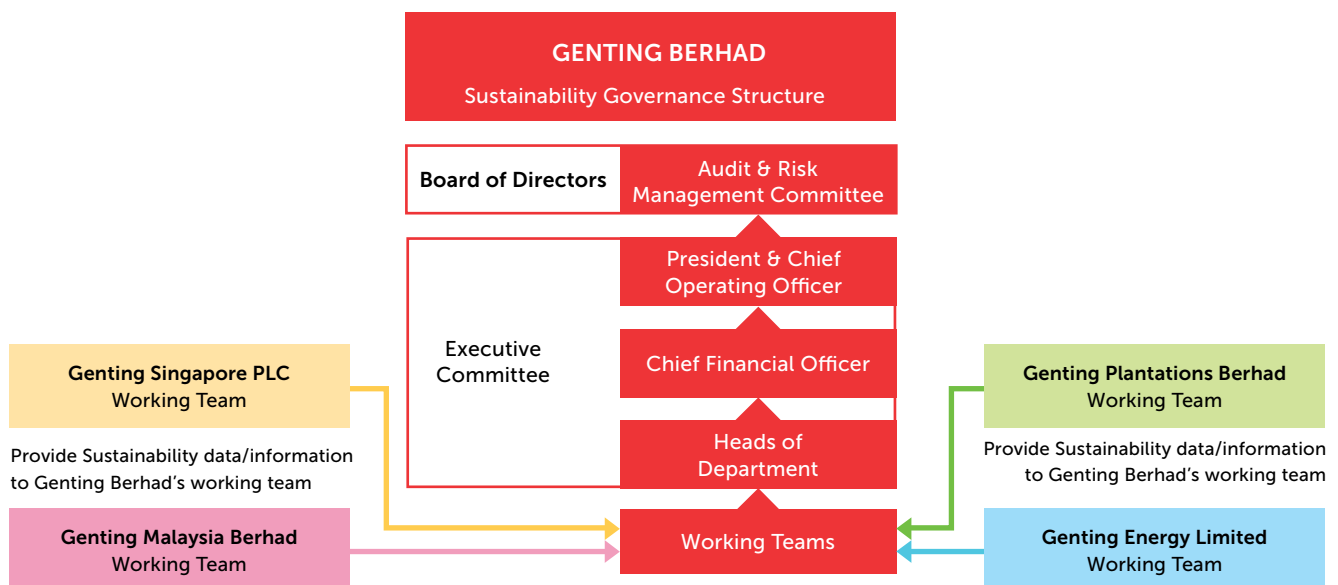 GENTING BERHAD
Sustainability Governance Structure
Board of Directors
Audit & Risk
Management Committee
President & Chief
Operating Officer
Executive
Committee
Chief Financial Officer
Heads of
Department
Working Teams
Genting Singapore PLC
Working Team
Provide Sustainability data/information
to Genting Berhad's working team
Genting Malaysia Berhad
Working Team
Genting Plantations Berhad
Working Team
Provide Sustainability data/information
to Genting Berhad's working team
Genting Energy Limited
Working Team